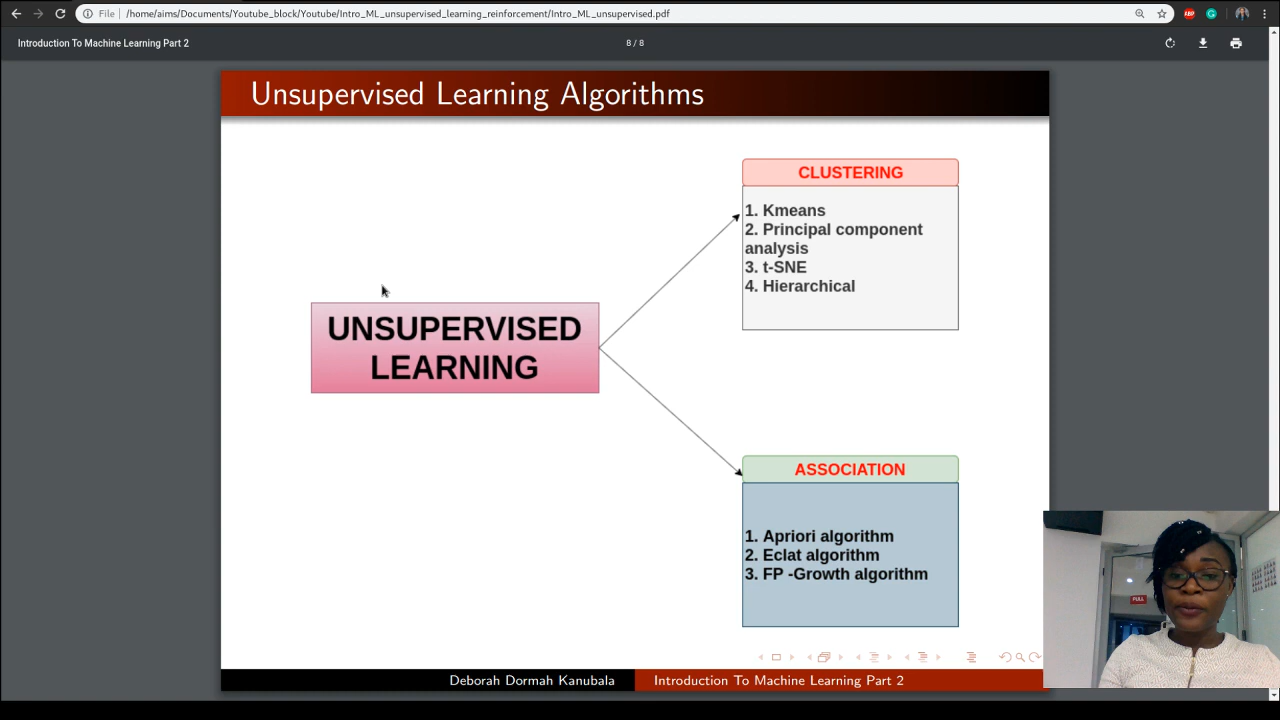 File
/home/aims/Documents/Youtube_block/Youtube/Intro_ML_unsupervised_learning_reinforcement/Intro_ML_unsupervised.pdf
ABP
Introduction To Machine Learning Part 2
8 / 8
Unsupervised Learning Algorithms
CLUSTERING
1. Kmeans
2. Principal component
analysis
3. t-SNE
4. Hierarchical
UNSUPERVISED
LEARNING
ASSOCIATION
1. Apriori algorithm
2. Eclat algorithm
3. FP -Growth algorithm
PULL
Deborah Dormah Kanubala
Introduction To Machine Learning Part 2